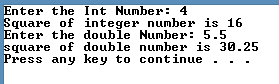 Enter the Int Number: 4
Square of integer number is 16
Enter the double Number: 5.5
square of double number is 30.25
Press any key to continue . . .